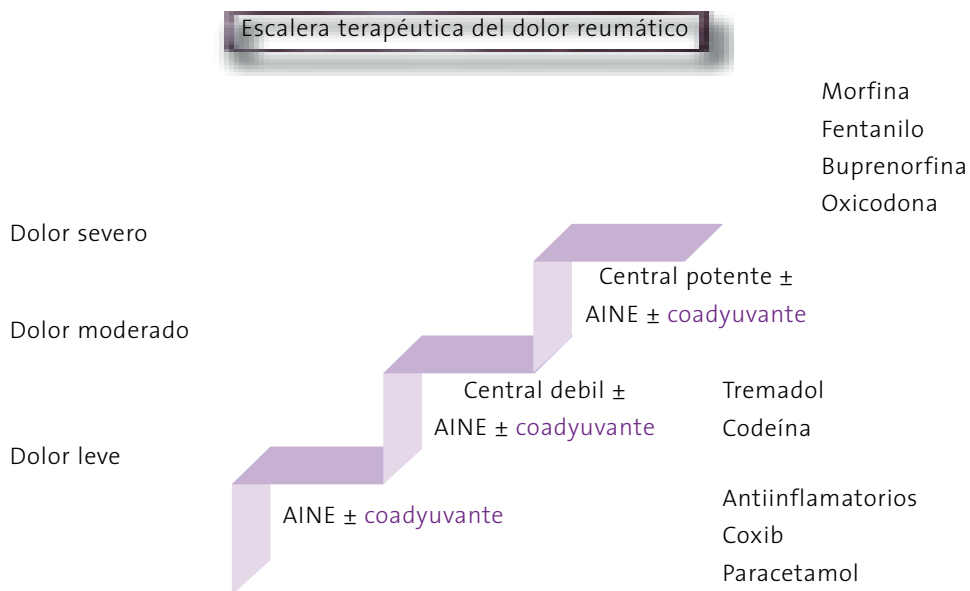 Escalera terapéutica del dolor reumático
Morfina
Fentanilo
Buprenorfina
Oxicodona
Dolor severo
Central potente ±
AINE ± coadyuvante
Dolor moderado
Central debil ±
AINE ± coadyuvante
Tremadol
Codeína
Dolor leve
AINE ± coadyuvante
Antiinflamatorios
Coxib
Paracetamol